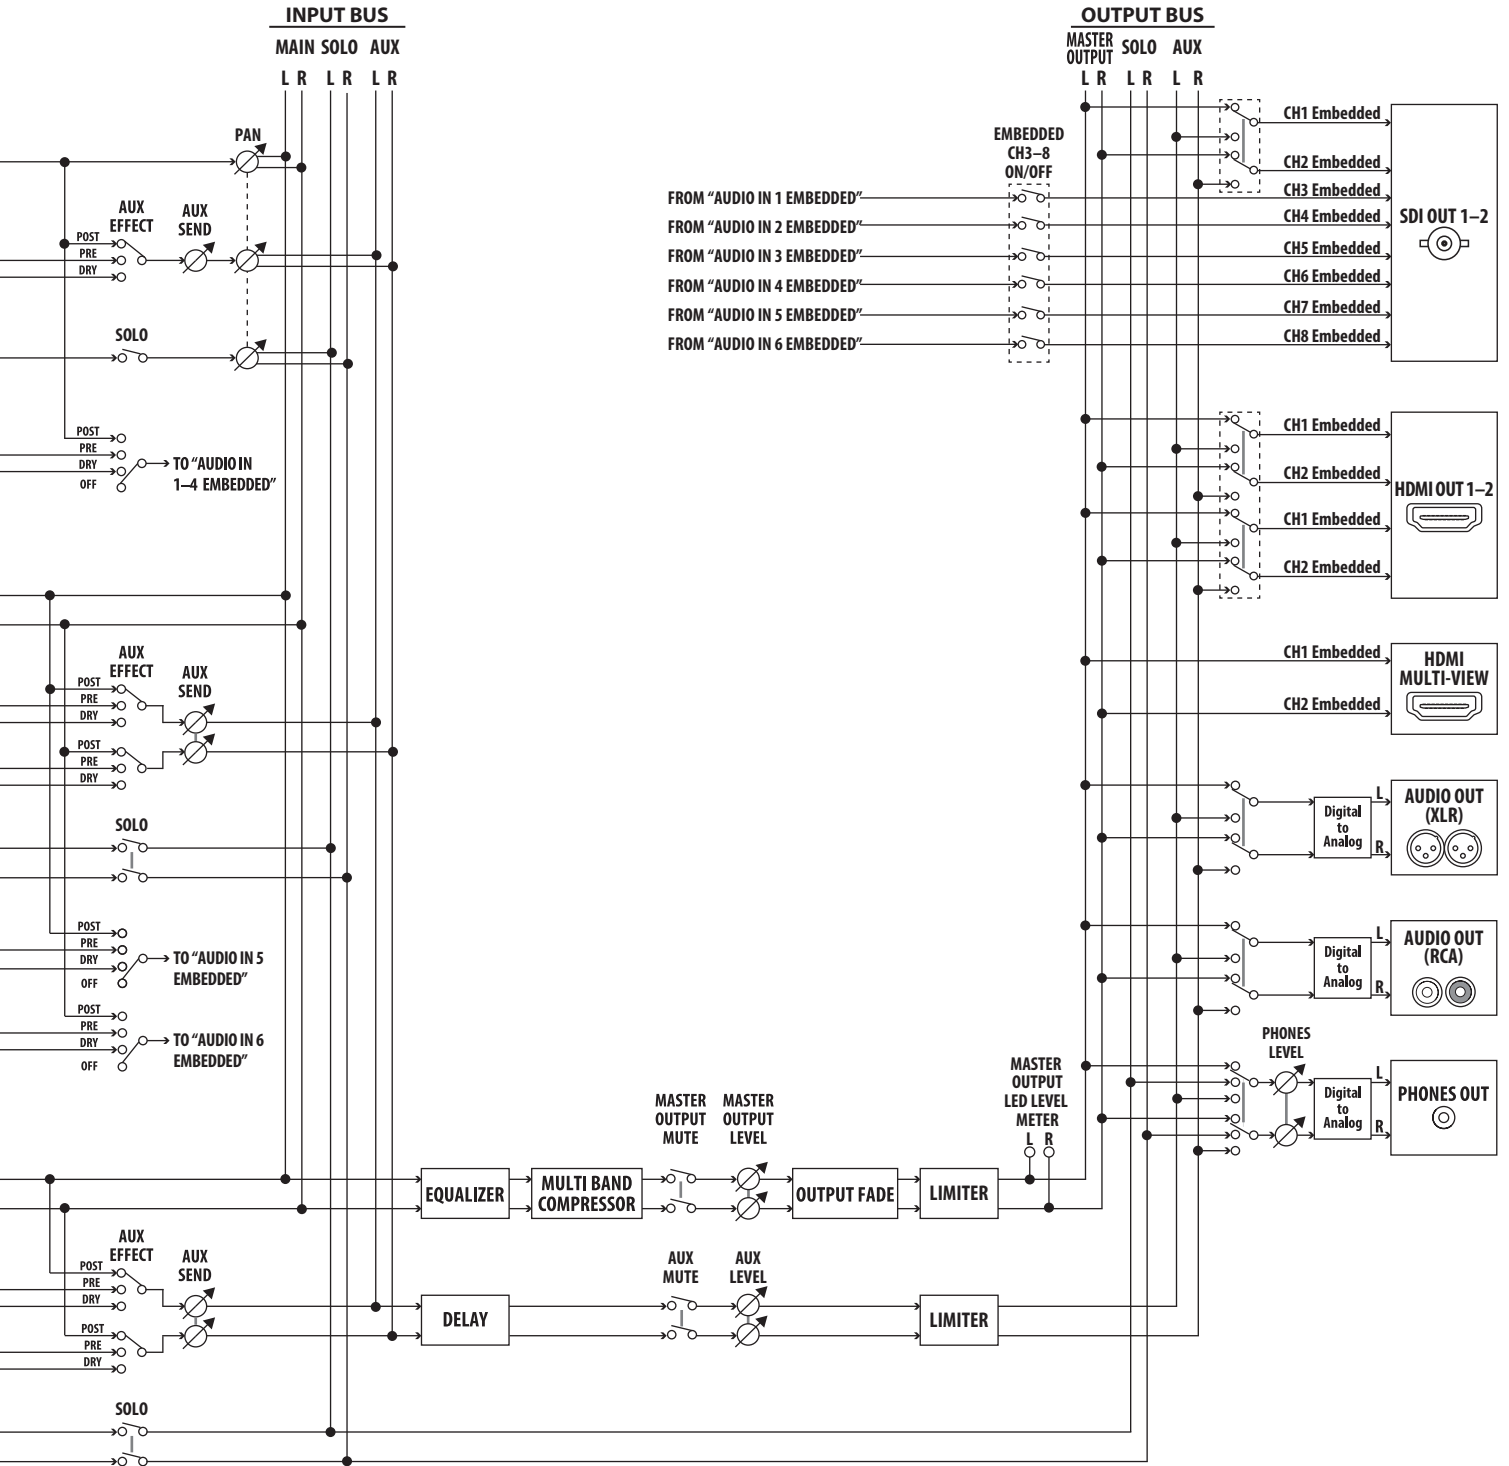 INPUT BUS
MAIN SOLO AUX
L R L R L R
PAN
AUX
EFFECT
AUX
SEND
POST
PRE
DRY
SOLO
POST
PRE
DRY
OFF
TO "AUDIO IN
1–4 EMBEDDED"
AUX
EFFECT
AUX
SEND
POST
PRE
DRY
POST
PRE
DRY
SOLO
POST
PRE
DRY
OFF
TO "AUDIO IN 5
EMBEDDED"
POST
PRE
DRY
OFF
TO "AUDIO IN 6
EMBEDDED"
AUX
EFFECT
AUX
SEND
POST
PRE
DRY
POST
PRE
DRY
SOLO
EQUALIZER
MULTI BAND
COMPRESSOR
MASTER
OUTPUT
MUTE
MASTER
OUTPUT
LEVEL
OUTPUT FADE
LIMITER
MASTER
OUTPUT
LED LEVEL
METER
L R
DELAY
AUX
MUTE
AUX
LEVEL
LIMITER
OUTPUT BUS
MASTER
OUTPUT
SOLO AUX
L R L R L R
EMBEDDED
CH3–8
ON/OFF
FROM "AUDIO IN 1 EMBEDDED"
FROM "AUDIO IN 2 EMBEDDED"
FROM "AUDIO IN 3 EMBEDDED"
FROM "AUDIO IN 4 EMBEDDED"
FROM "AUDIO IN 5 EMBEDDED"
FROM "AUDIO IN 6 EMBEDDED"
CH1 Embedded
CH2 Embedded
CH3 Embedded
CH4 Embedded
CH5 Embedded
CH6 Embedded
CH7 Embedded
CH8 Embedded
SDI OUT 1–2
CH1 Embedded
CH2 Embedded
CH1 Embedded
CH2 Embedded
HDMI OUT 1–2
CH1 Embedded
CH2 Embedded
HDMI
MULTI-VIEW
Digital
to
Analog
L
R
AUDIO OUT
(XLR)
Digital
to
Analog
L
R
AUDIO OUT
(RCA)
PHONES
LEVEL
Digital
to
Analog
L
R
PHONES OUT